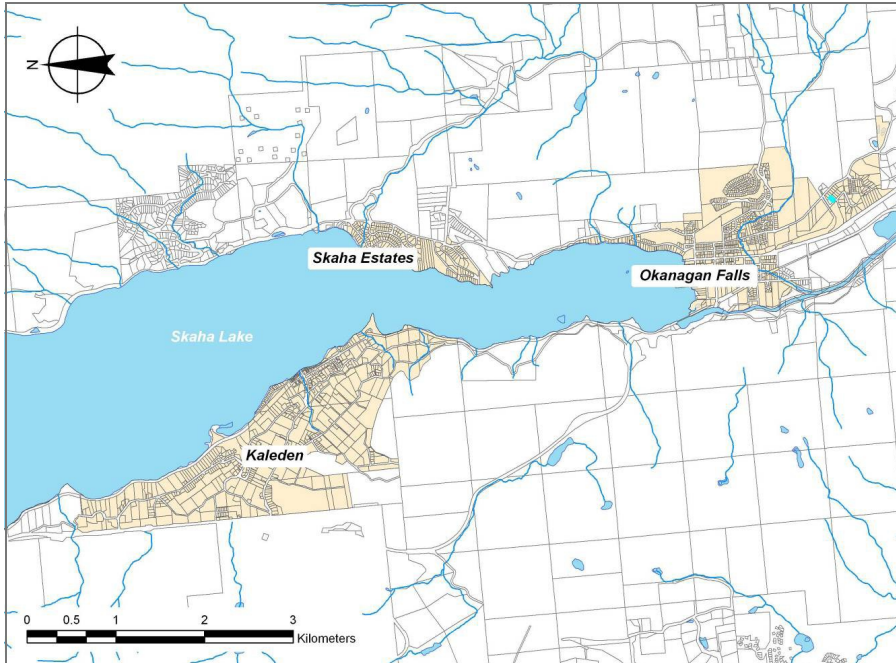 N
Skaha Estates
Okanagan Falls
Skaha Lake
Kaleden
0 0.5 1 2 3
Kilometers